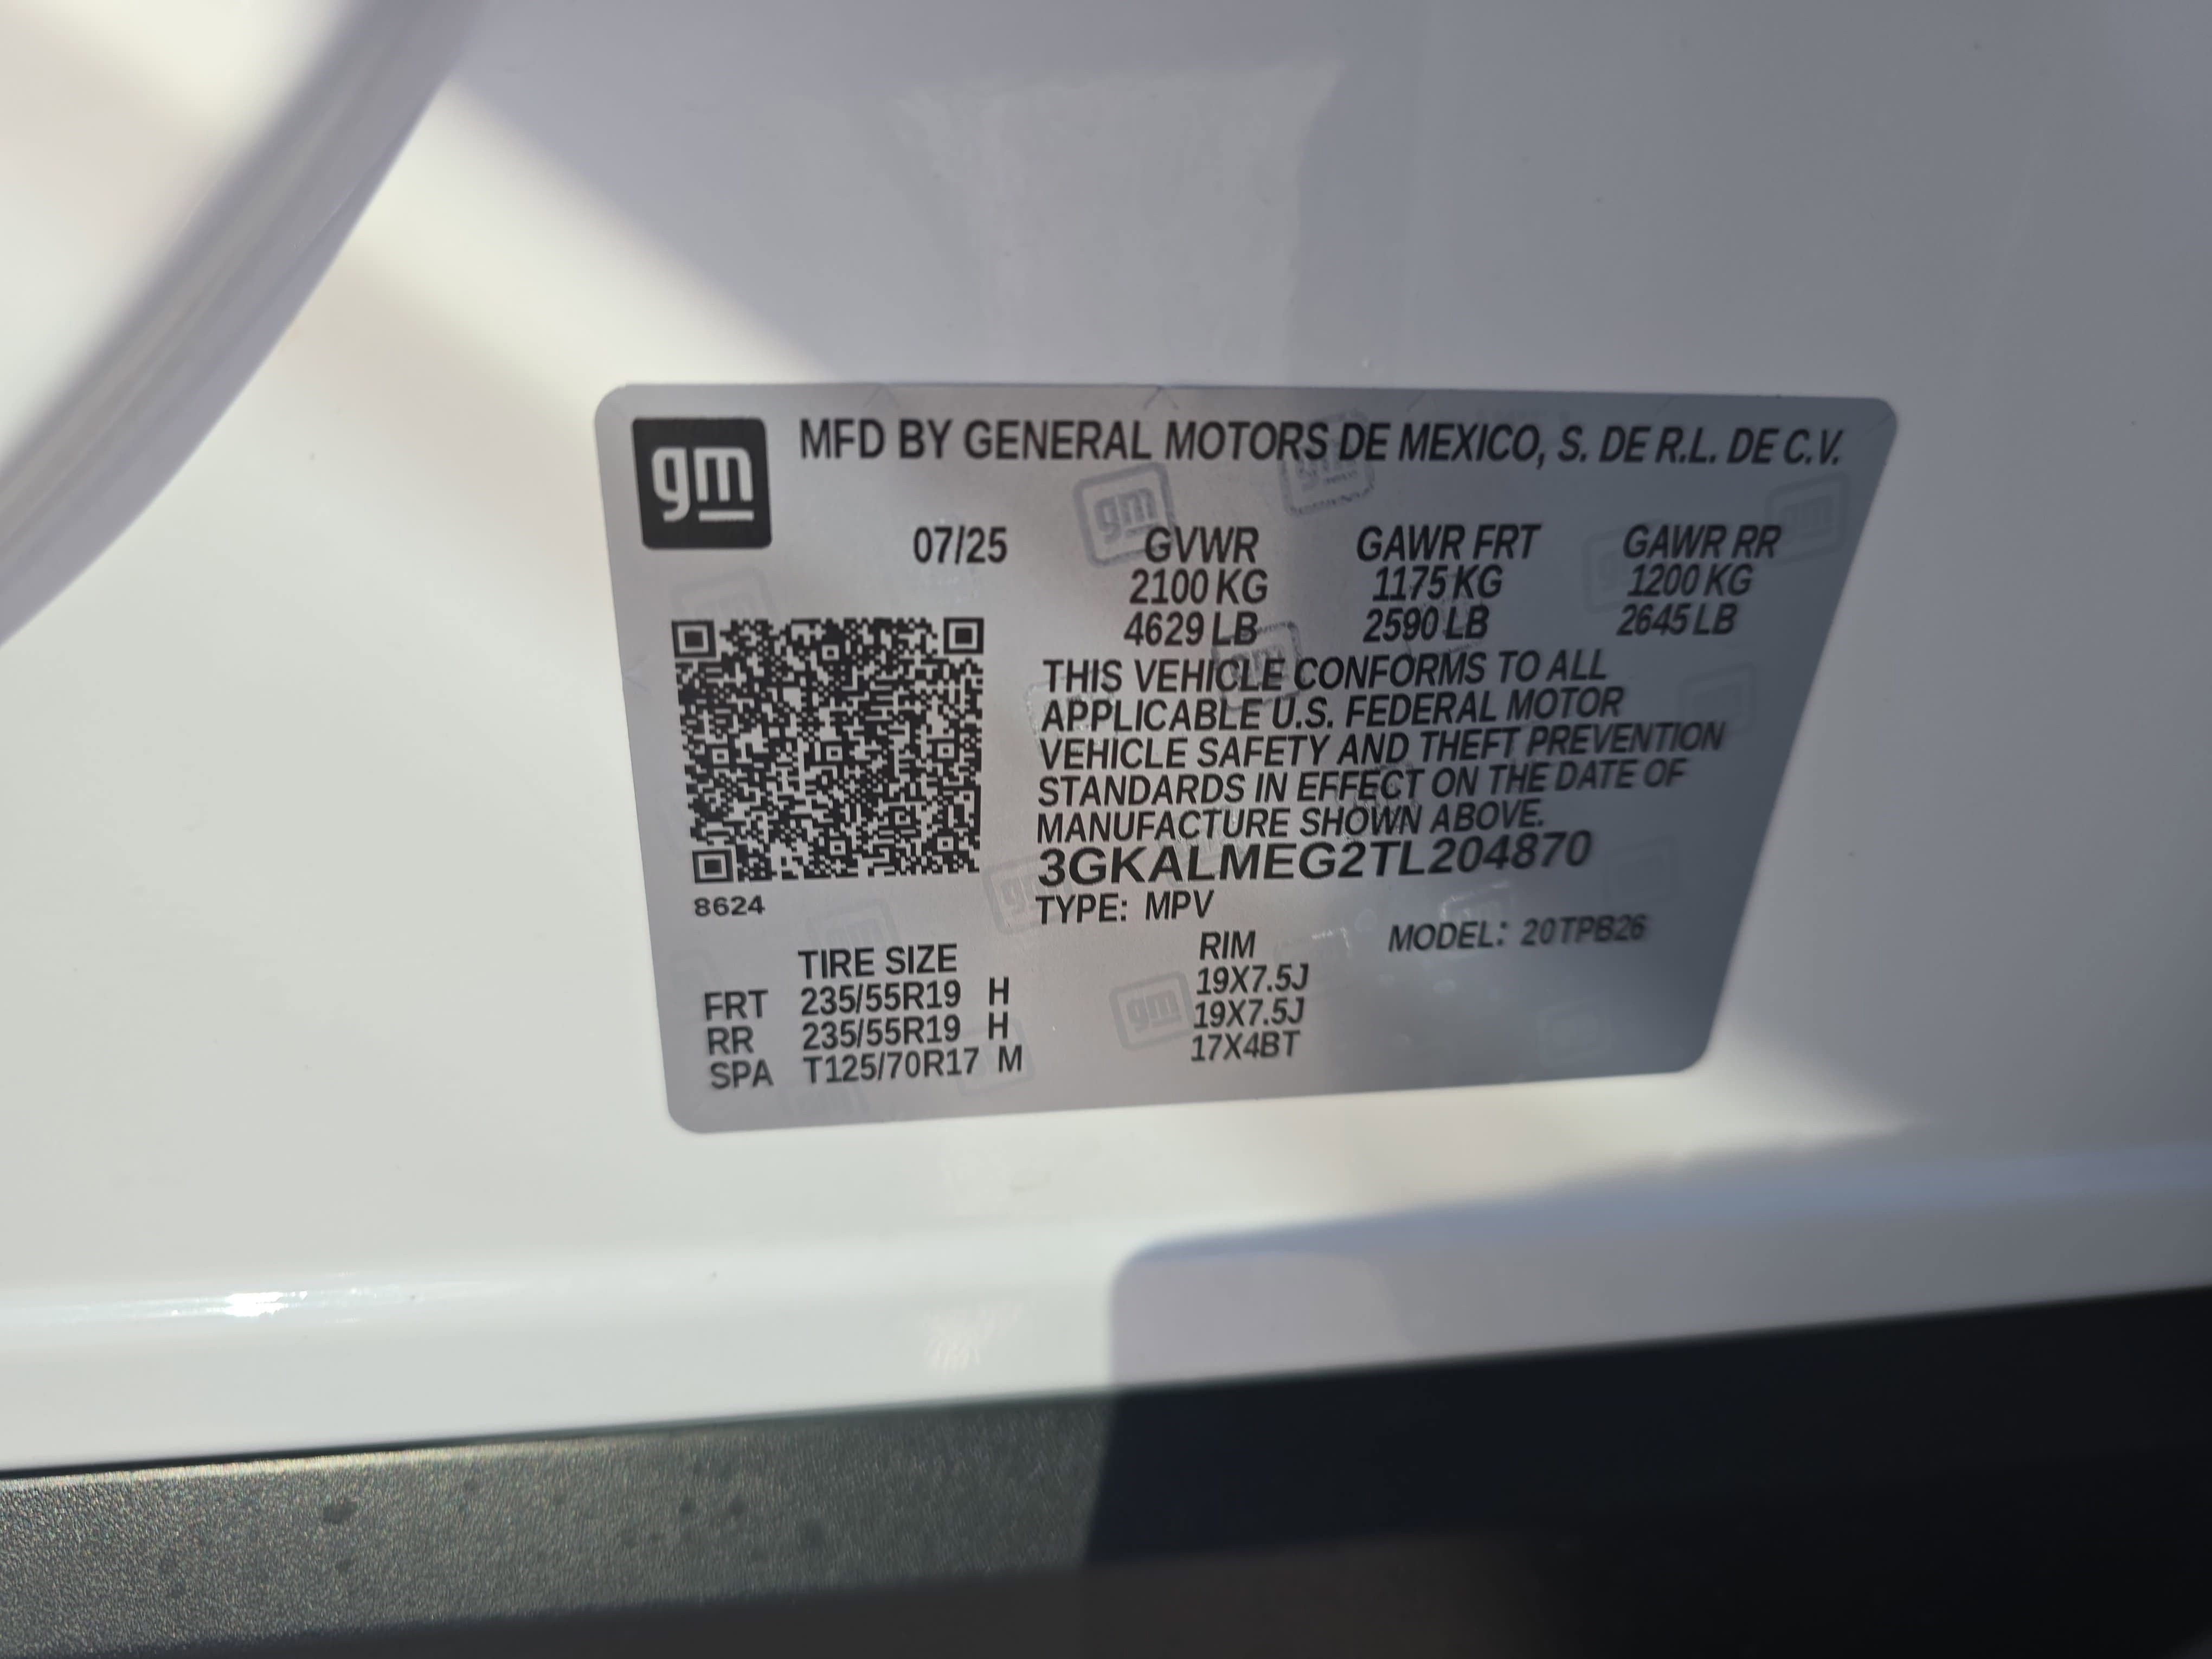 gm
MFD BY GENERAL MOTORS DE MEXICO, S. DE R.L. DE C.V.
07/25 GVWR GAWR FRT GAWR RR
2100 KG 1175 KG 1200 KG
4629 LB 2590 LB 2645 LB
THIS VEHICLE CONFORMS TO ALL
APPLICABLE U.S. FEDERAL MOTOR
VEHICLE SAFETY AND THEFT PREVENTION
STANDARDS IN EFFECT ON THE DATE OF
MANUFACTURE SHOWN ABOVE.
3GKALMEG2TL204870
8624
TYPE: MPV
MODEL: 20TPB26
TIRE SIZE RIM
FRT 235/55R19 H 19X7.5J
RR 235/55R19 H 19X7.5J
SPA T125/70R17 M 17X4BT